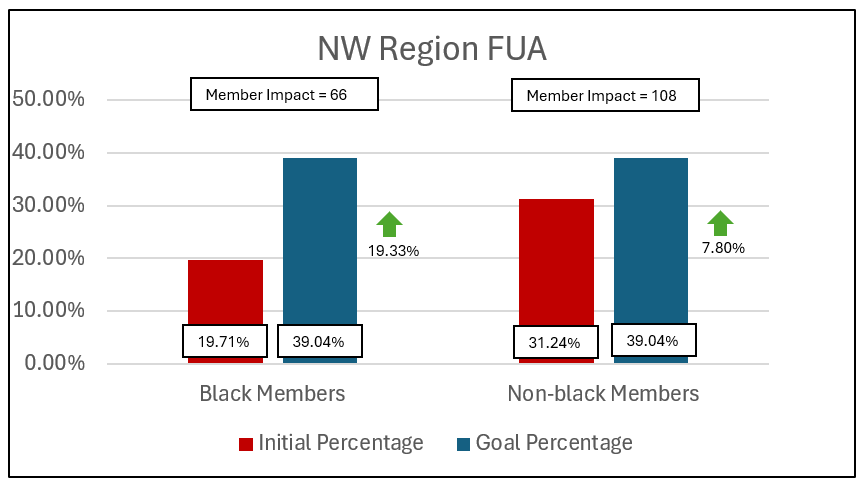 NW Region FUA
Member Impact = 66
Member Impact = 108
50.00%
40.00%
30.00%
20.00%
10.00%
0.00%
19.33%
7.80%
19.71%
39.04%
31.24%
39.04%
Black Members
Non-black Members
Initial Percentage
Goal Percentage